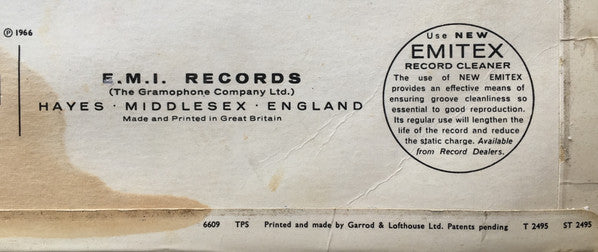 ℗ 1966
E.M.I. RECORDS
(The Gramophone Company Ltd.)
HAYES · MIDDLESEX · ENGLAND
Made and Printed in Great Britain
Use NEW
EMITEX
RECORD CLEANER
The use of NEW EMITEX
provides an effective means of
ensuring groove cleanliness so
essential to good reproduction.
Its regular use will lengthen the
life of the record and reduce
the static charge. Available
from Record Dealers.
6609 TPS Printed and made by Garrod & Lofthouse Ltd. Patents pending T 2495 ST 2495